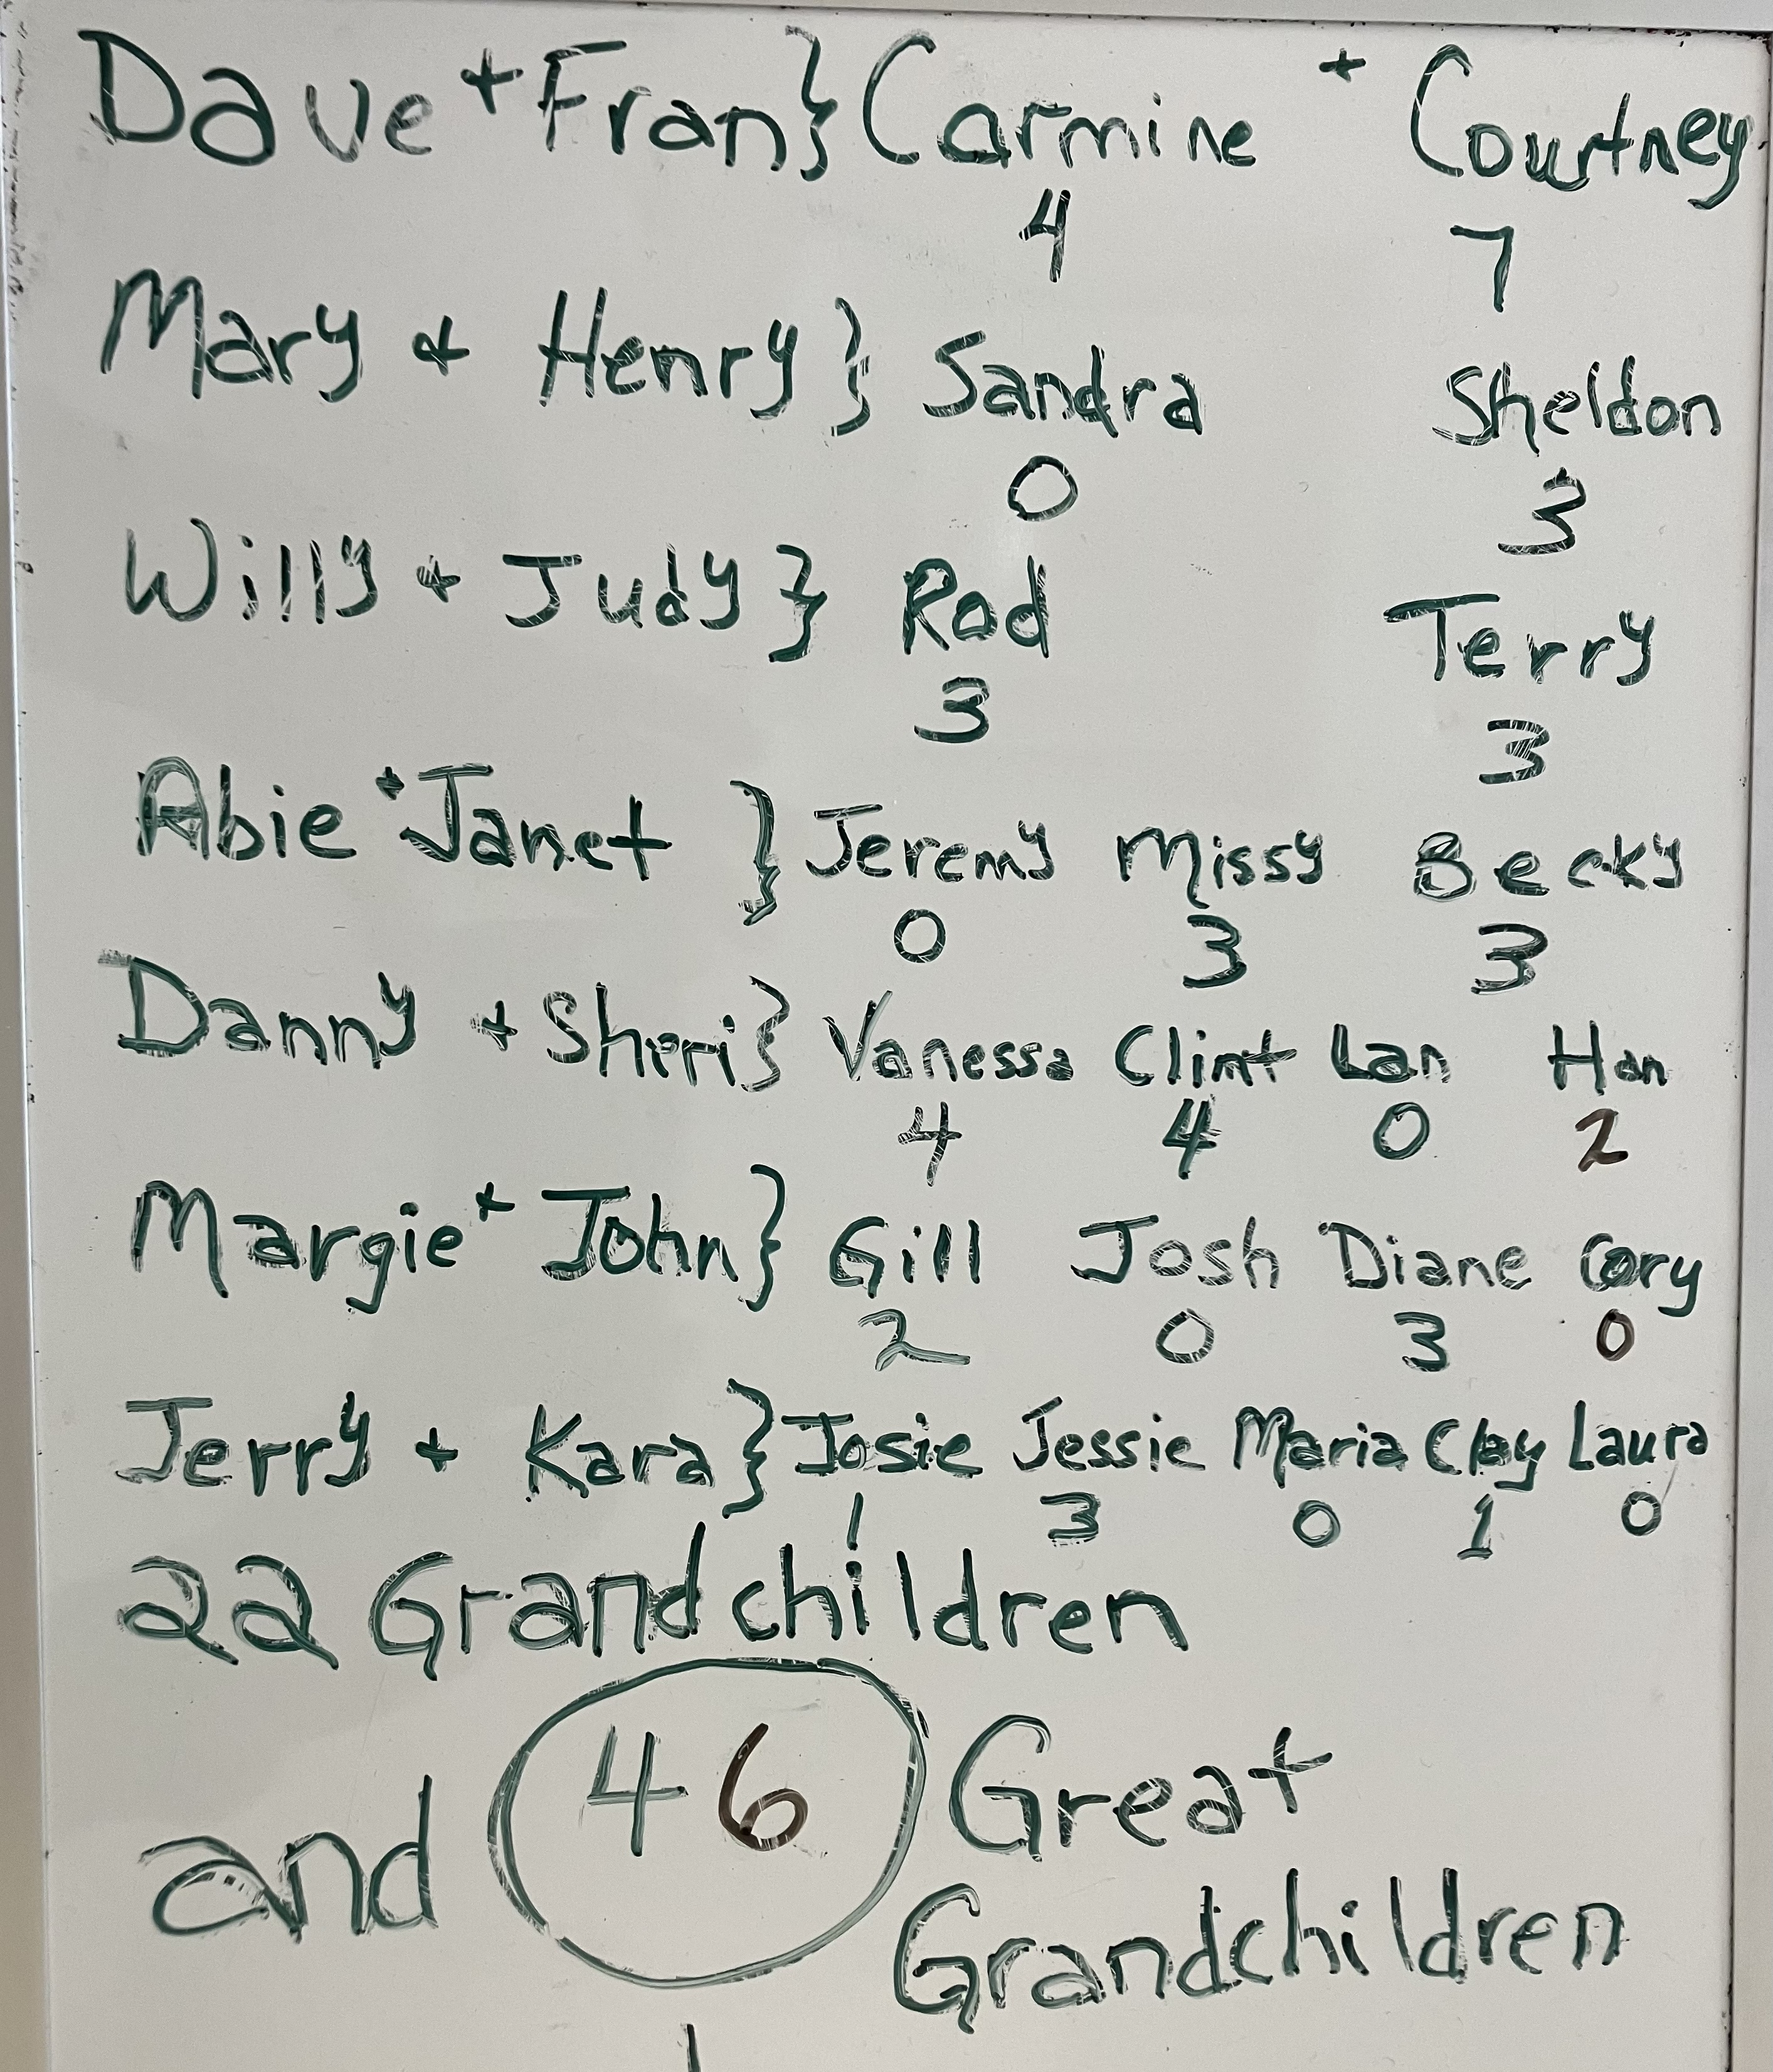 Dave + Fran } Carmine + Courtney
4 7
Mary + Henry } Sandra Sheldon
0 3
Willy + Judy } Rod Terry
3 3
Abie + Janet } Jeremy Missy Becky
0 3 3
Danny + Sheri } Vanessa Clint Lan Han
4 4 0 2
Margie + John } Gill Josh Diane Cory
2 0 3 0
Jerry + Kara } Josie Jessie Maria Clay Laura
1 3 0 1 0
22 Grandchildren
and 46 Great
Grandchildren